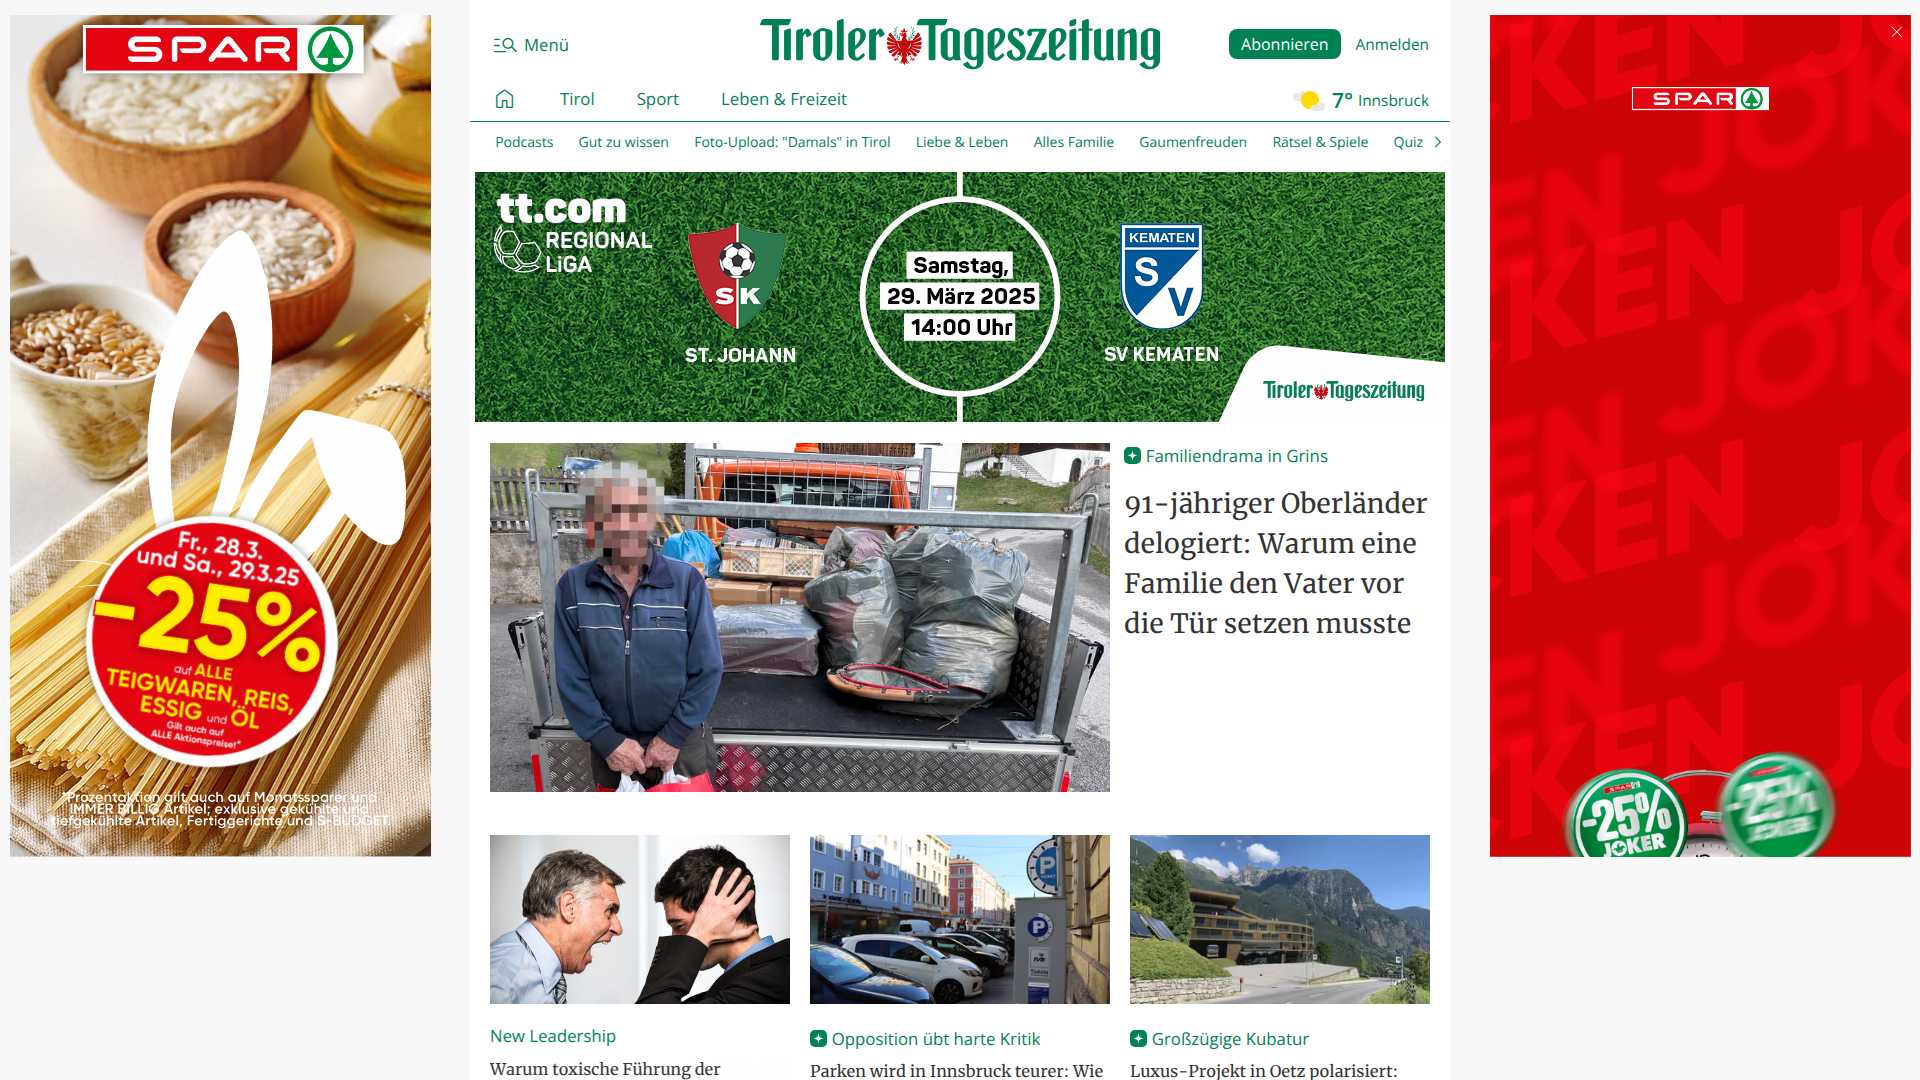 SPAR
Fr., 28.3.
und Sa., 29.3.25
-25%
auf ALLE
TEIGWAREN, REIS,
ESSIG und ÖL
Gilt auch auf
ALLE Aktionspreise!*
*Prozentaktion gilt auch auf Monatssparer und
IMMER BILLIG Artikel; exklusive gekühlte und
tiefgekühlte Artikel, Fertiggerichte und S-BUDGET.
Menü
Tiroler Tageszeitung
Abonnieren
Anmelden
Tirol
Sport
Leben & Freizeit
7° Innsbruck
Podcasts
Gut zu wissen
Foto-Upload: "Damals" in Tirol
Liebe & Leben
Alles Familie
Gaumenfreuden
Rätsel & Spiele
Quiz
tt.com
REGIONAL
LiGA
SK
ST. JOHANN
Samstag,
29. März 2025
14:00 Uhr
KEMATEN
S
V
SV KEMATEN
Tiroler Tageszeitung
Familiendrama in Grins
91-jähriger Oberländer
delogiert: Warum eine
Familie den Vater vor
die Tür setzen musste
P
P
New Leadership
Warum toxische Führung der
Opposition übt harte Kritik
Parken wird in Innsbruck teurer: Wie
Großzügige Kubatur
Luxus-Projekt in Oetz polarisiert:
SPAR
JOKEN
JOKEN
JOKEN
SPAR
-25%
JOKER
-25%
JOKER